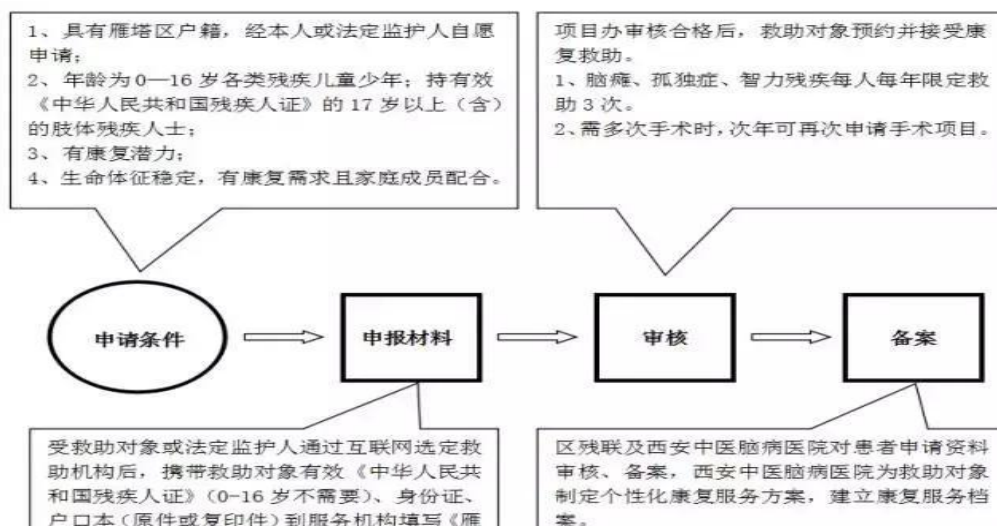 1、具有雁塔区户籍，经本人或法定监护人自愿
申请；
2、年龄为0—16岁各类残疾儿童少年；持有效
《中华人民共和国残疾人证》的17岁以上（含）
的肢体残疾人士；
3、有康复潜力；
4、生命体征稳定，有康复需求且家庭成员配合。
项目办审核合格后，救助对象预约并接受康
复救助。
1、脑瘫、孤独症、智力残疾每人每年限定救
助3次。
2、需多次手术时，次年可再次申请手术项目。
申请条件
申报材料
审核
备案
受救助对象或法定监护人通过互联网选定救
助机构后，携带救助对象有效《中华人民共
和国残疾人证》（0-16岁不需要）、身份证、
户口本（原件或复印件）到服务机构填写《雁
区残联及西安中医脑病医院对患者申请资料
审核、备案，西安中医脑病医院为救助对象
制定个性化康复服务方案，建立康复服务档
案。